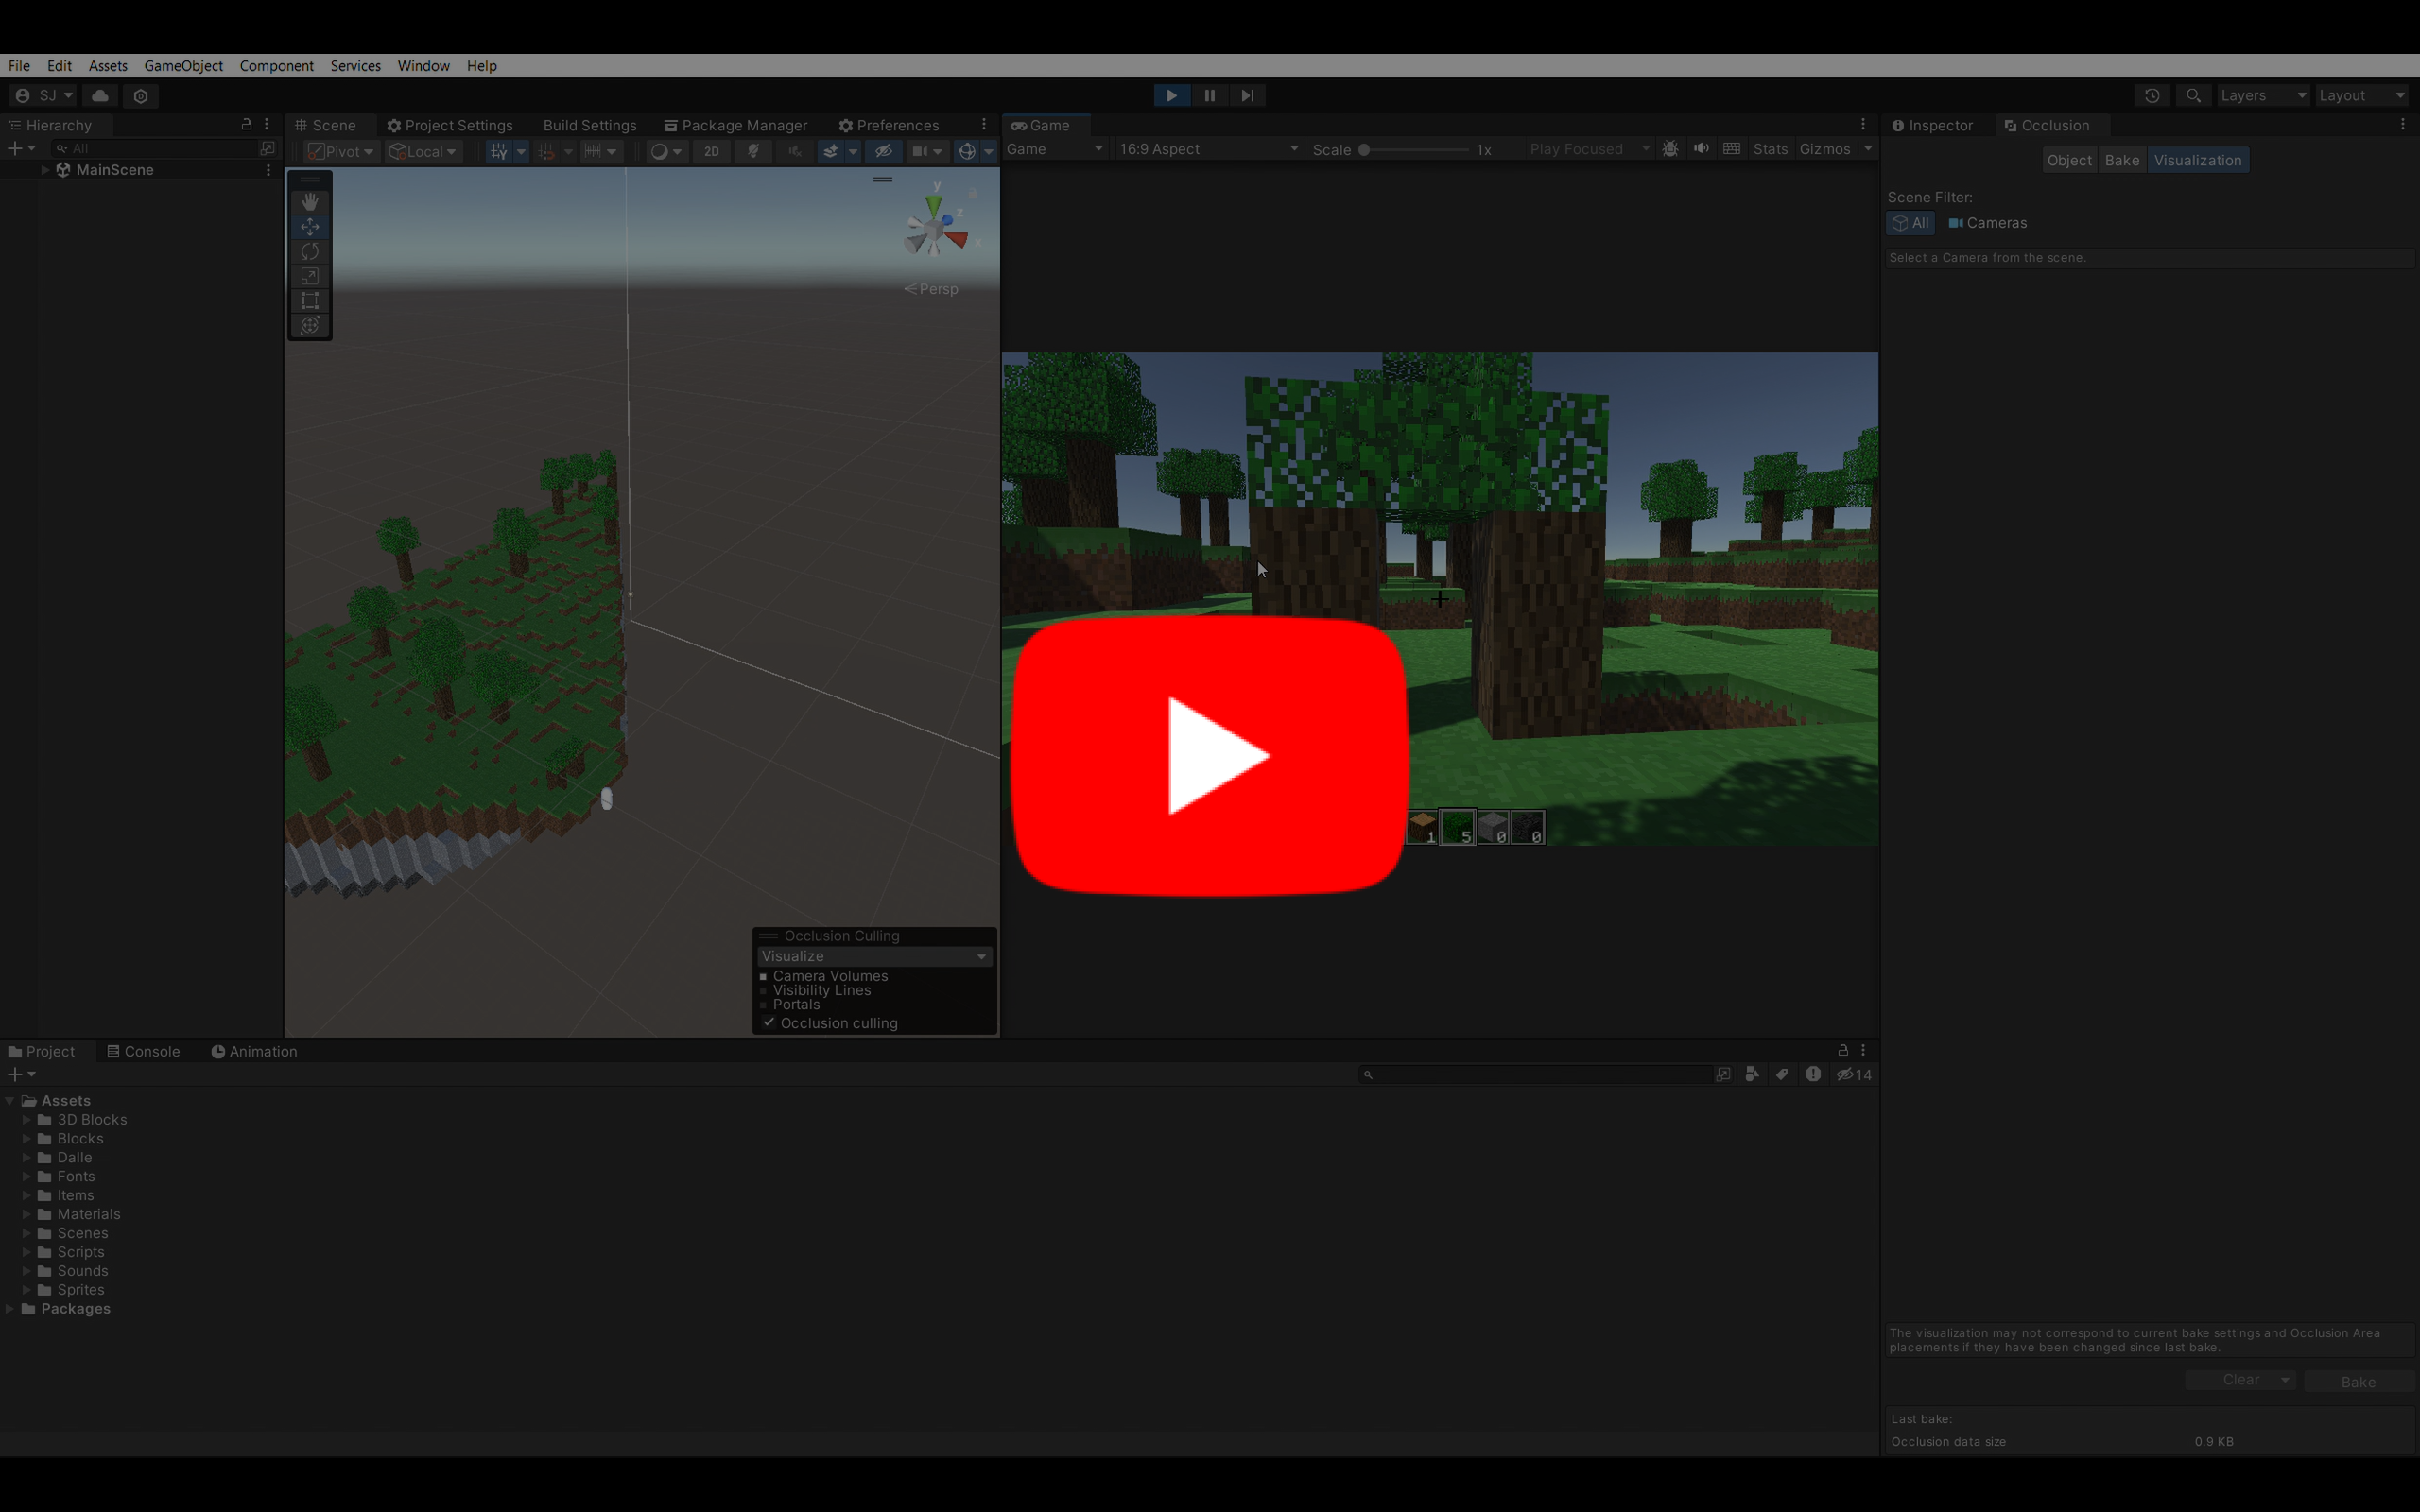 File Edit Assets GameObject Component Services Window Help
SJ Layers Layout
Hierarchy Scene Project Settings Build Settings Package Manager Preferences Game Inspector Occlusion
All Pivot Local 2D Game 16:9 Aspect Scale 1x Play Focused Stats Gizmos
Object Bake Visualization
MainScene
y
z
x
Persp
Scene Filter:
All Cameras
Select a Camera from the scene.
1 5 0 0
Occlusion Culling
Visualize
Camera Volumes
Visibility Lines
Portals
Occlusion culling
Project Console Animation
14
Assets
3D Blocks
Blocks
Dalle
Fonts
Items
Materials
Scenes
Scripts
Sounds
Sprites
Packages
The visualization may not correspond to current bake settings and Occlusion Area
placements if they have been changed since last bake.
Clear Bake
Last bake:
Occlusion data size 0.9 KB